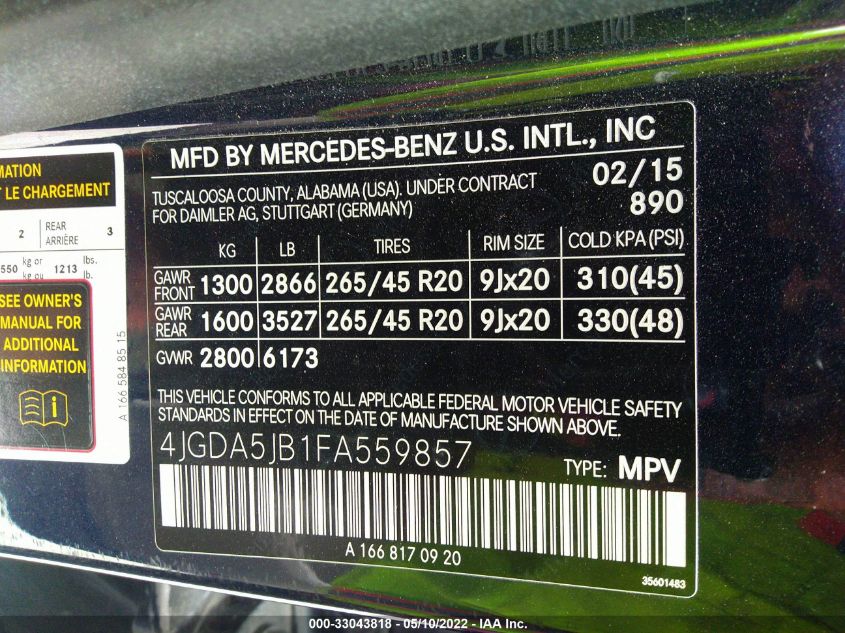 MATION
T LE CHARGEMENT
2 REAR ARRIÈRE 3
550 kg or kg ou 1213 lbs. lb.
SEE OWNER'S
MANUAL FOR
ADDITIONAL
INFORMATION
A 166 584 85 15
MFD BY MERCEDES-BENZ U.S. INTL., INC
TUSCALOOSA COUNTY, ALABAMA (USA). UNDER CONTRACT
FOR DAIMLER AG, STUTTGART (GERMANY)
02/15
890
KG LB TIRES RIM SIZE COLD KPA (PSI)
GAWR FRONT 1300 2866 265/45 R20 9Jx20 310(45)
GAWR REAR 1600 3527 265/45 R20 9Jx20 330(48)
GVWR 2800 6173
THIS VEHICLE CONFORMS TO ALL APPLICABLE FEDERAL MOTOR VEHICLE SAFETY
STANDARDS IN EFFECT ON THE DATE OF MANUFACTURE SHOWN ABOVE.
4JGDA5JB1FA559857
TYPE: MPV
A 166 817 09 20
35601483
000-33043818 - 05/10/2022 - IAA Inc.